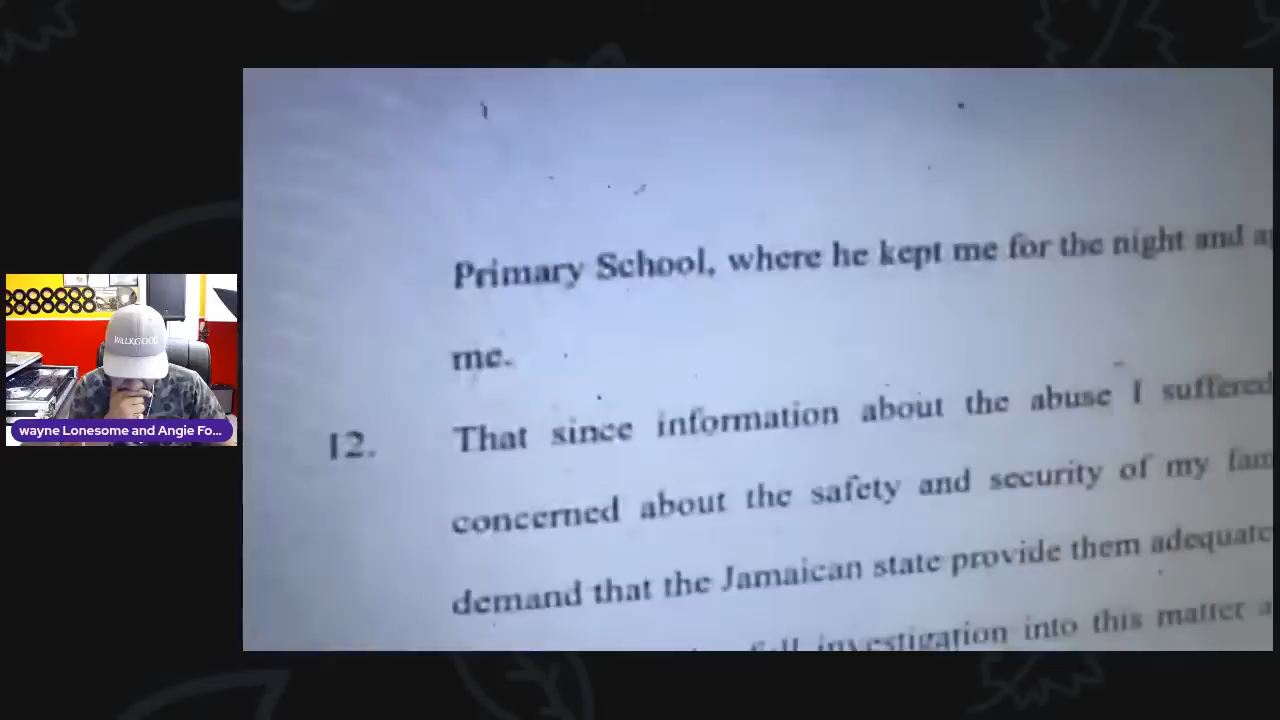 Primary School, where he kept me for the night and
me.
12. That since information about the abuse I suffered
concerned about the safety and security of my
demand that the Jamaican state provide them adequate
investigation into this matter
WALKGOOD
wayne Lonesome and Angie Fo...